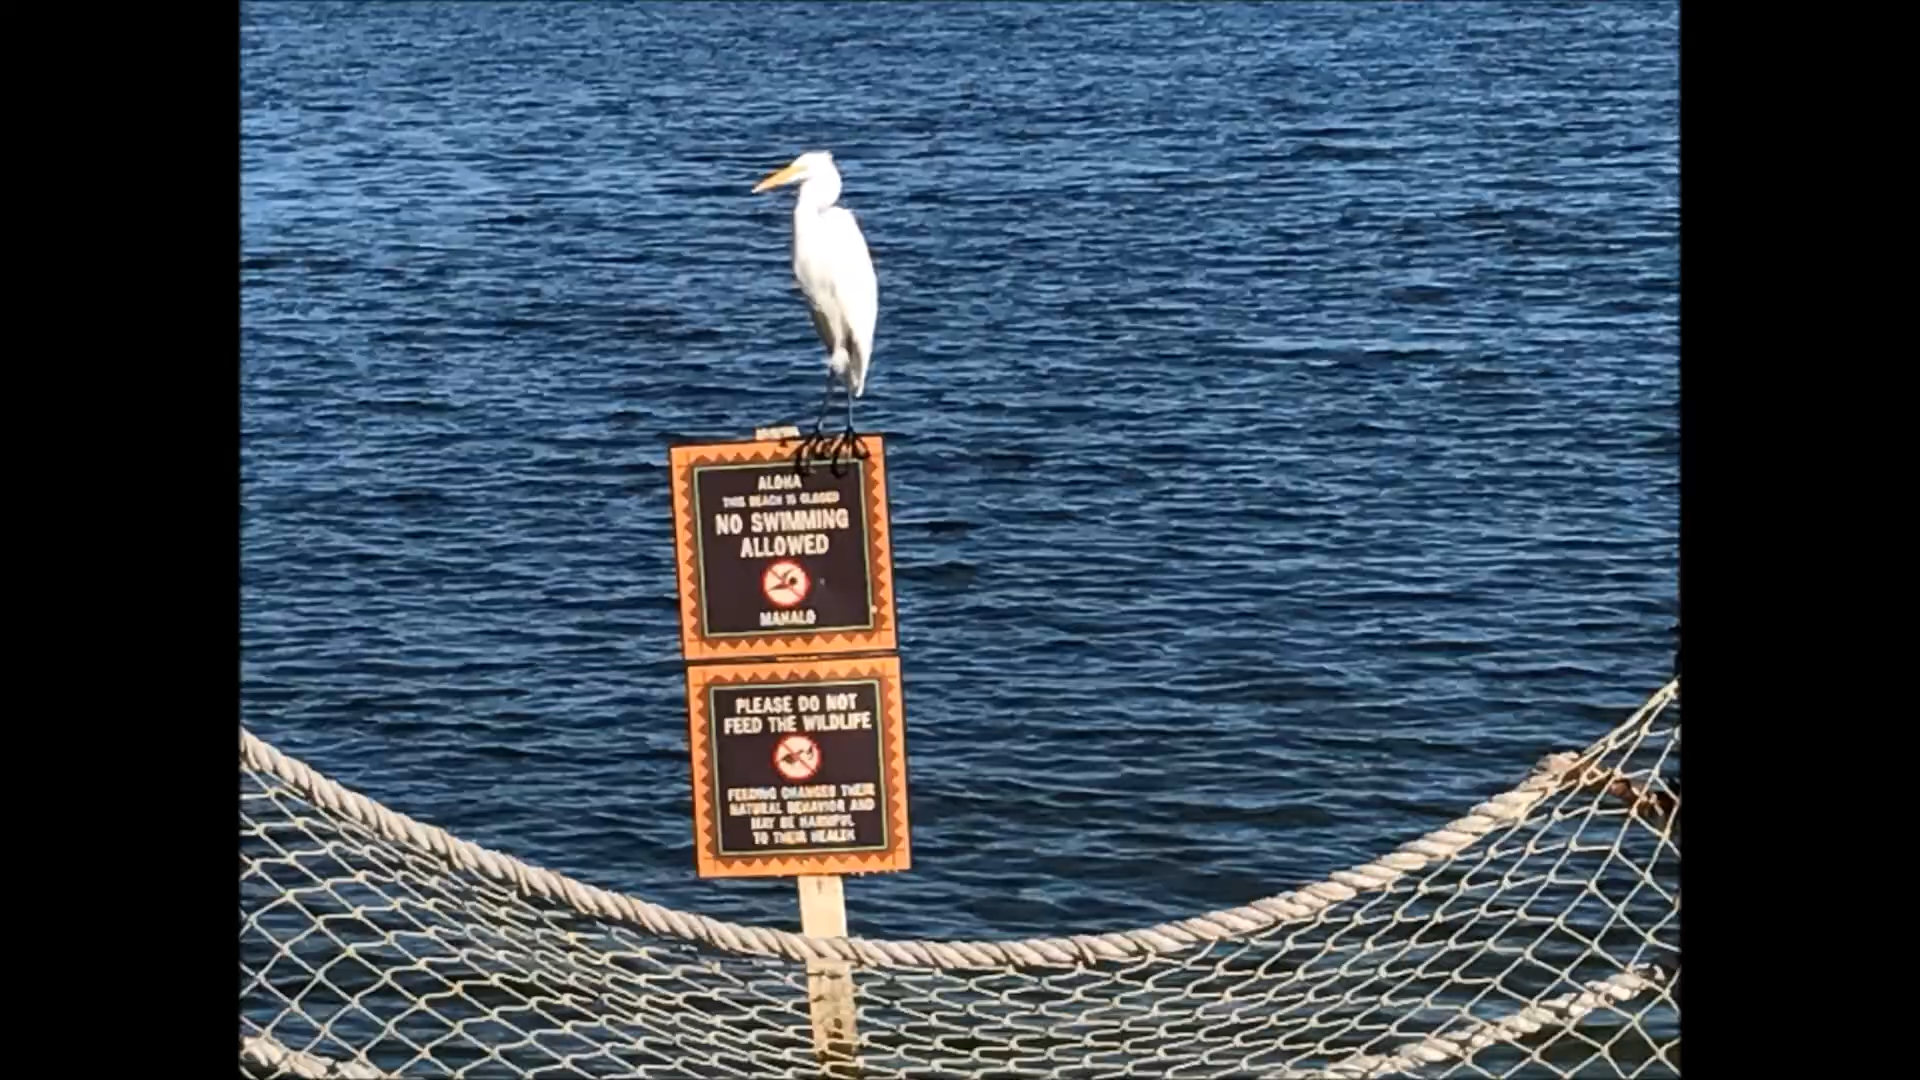 ALOHA
THIS BEACH IS CLOSED
NO SWIMMING
ALLOWED
MAHALO
PLEASE DO NOT
FEED THE WILDLIFE
FEEDING CHANGES THEIR
NATURAL BEHAVIOR AND
MAY BE HARMFUL
TO THEIR HEALTH